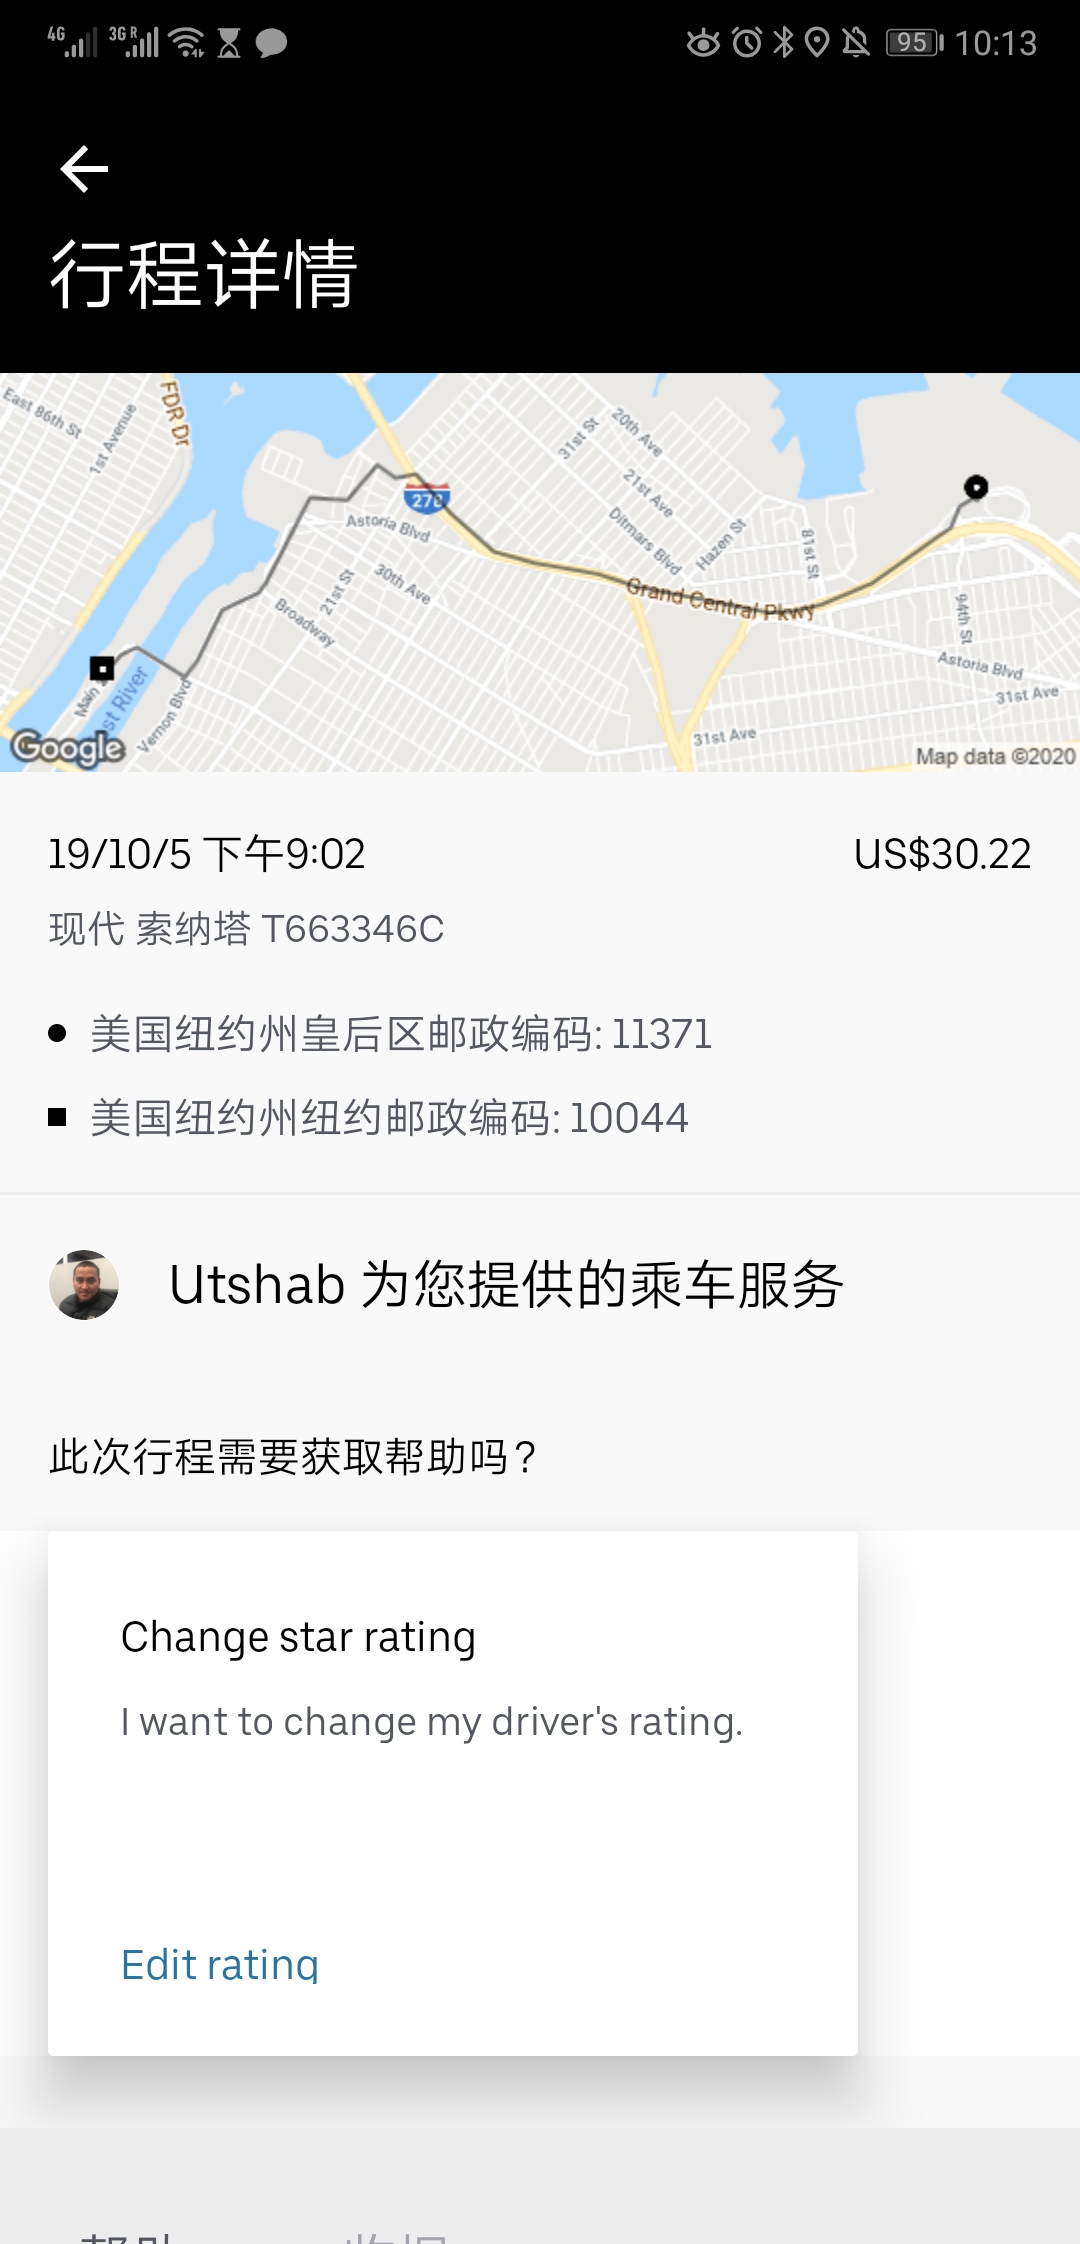 4G 3G R 95 10:13
行程详情
East 86th St
1st Avenue
FDR Dr
31st St
20th Ave
21st Ave
Ditmars Blvd
Hazen St
81st St
278
Astoria Blvd
30th Ave
21st St
Broadway
Grand Central Pkwy
94th St
Astoria Blvd
31st Ave
Main
st River
Vernon Blvd
31st Ave
Google
Map data ©2020
19/10/5 下午9:02 US$30.22
现代 索纳塔 T663346C
美国纽约州皇后区邮政编码: 11371
美国纽约州纽约邮政编码: 10044
Utshab 为您提供的乘车服务
此次行程需要获取帮助吗?
Change star rating
I want to change my driver's rating.
Edit rating
帮助 收据